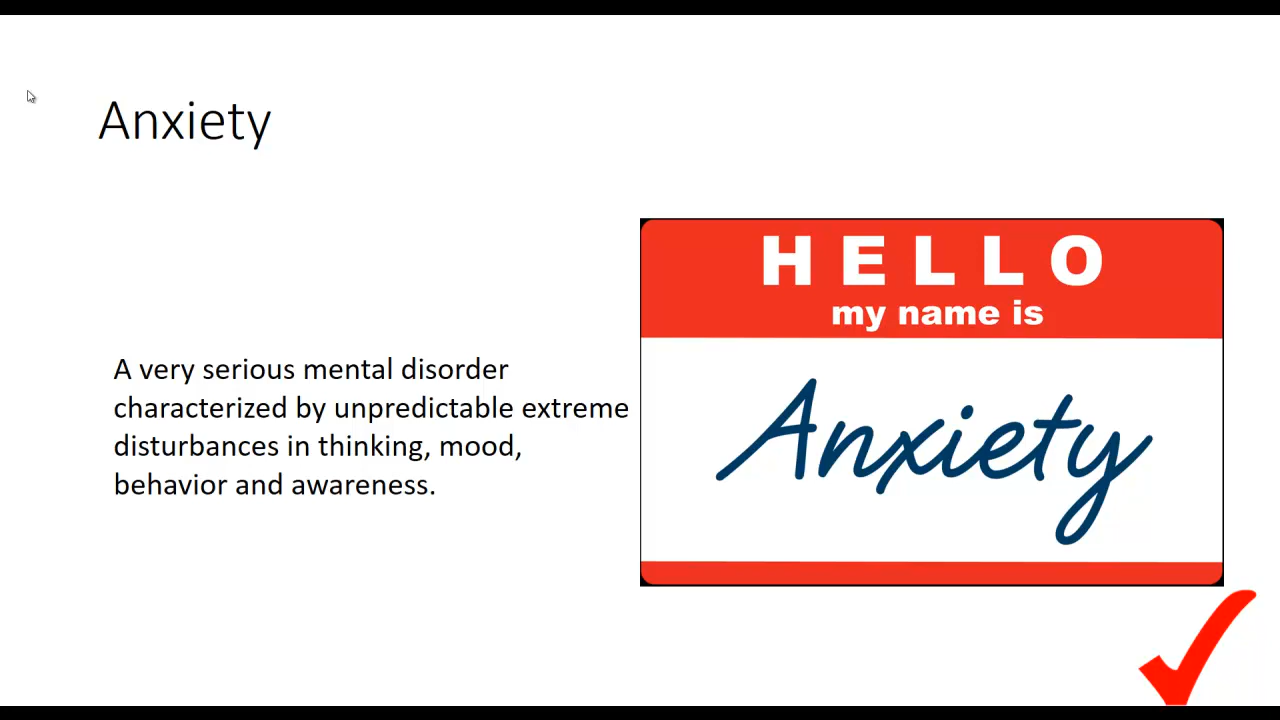 Anxiety
A very serious mental disorder
characterized by unpredictable extreme
disturbances in thinking, mood,
behavior and awareness.
HELLO
my name is
Anxiety